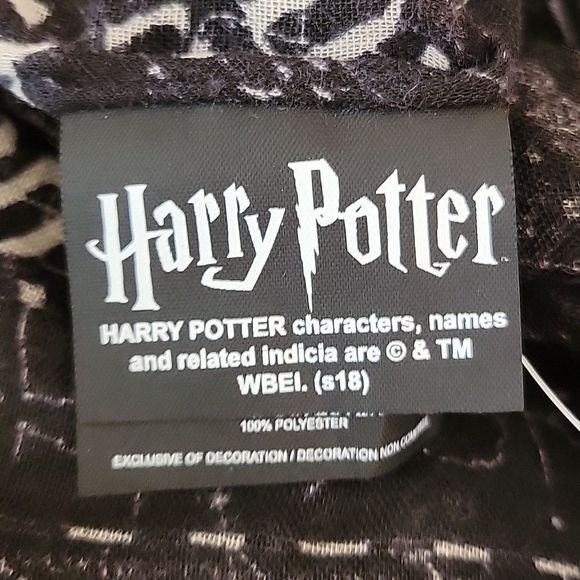 Harry Potter™
HARRY POTTER characters, names
and related indicia are © & TM
WBEI. (s18)
100% POLYESTER
EXCLUSIVE OF DECORATION / DECORATION NON